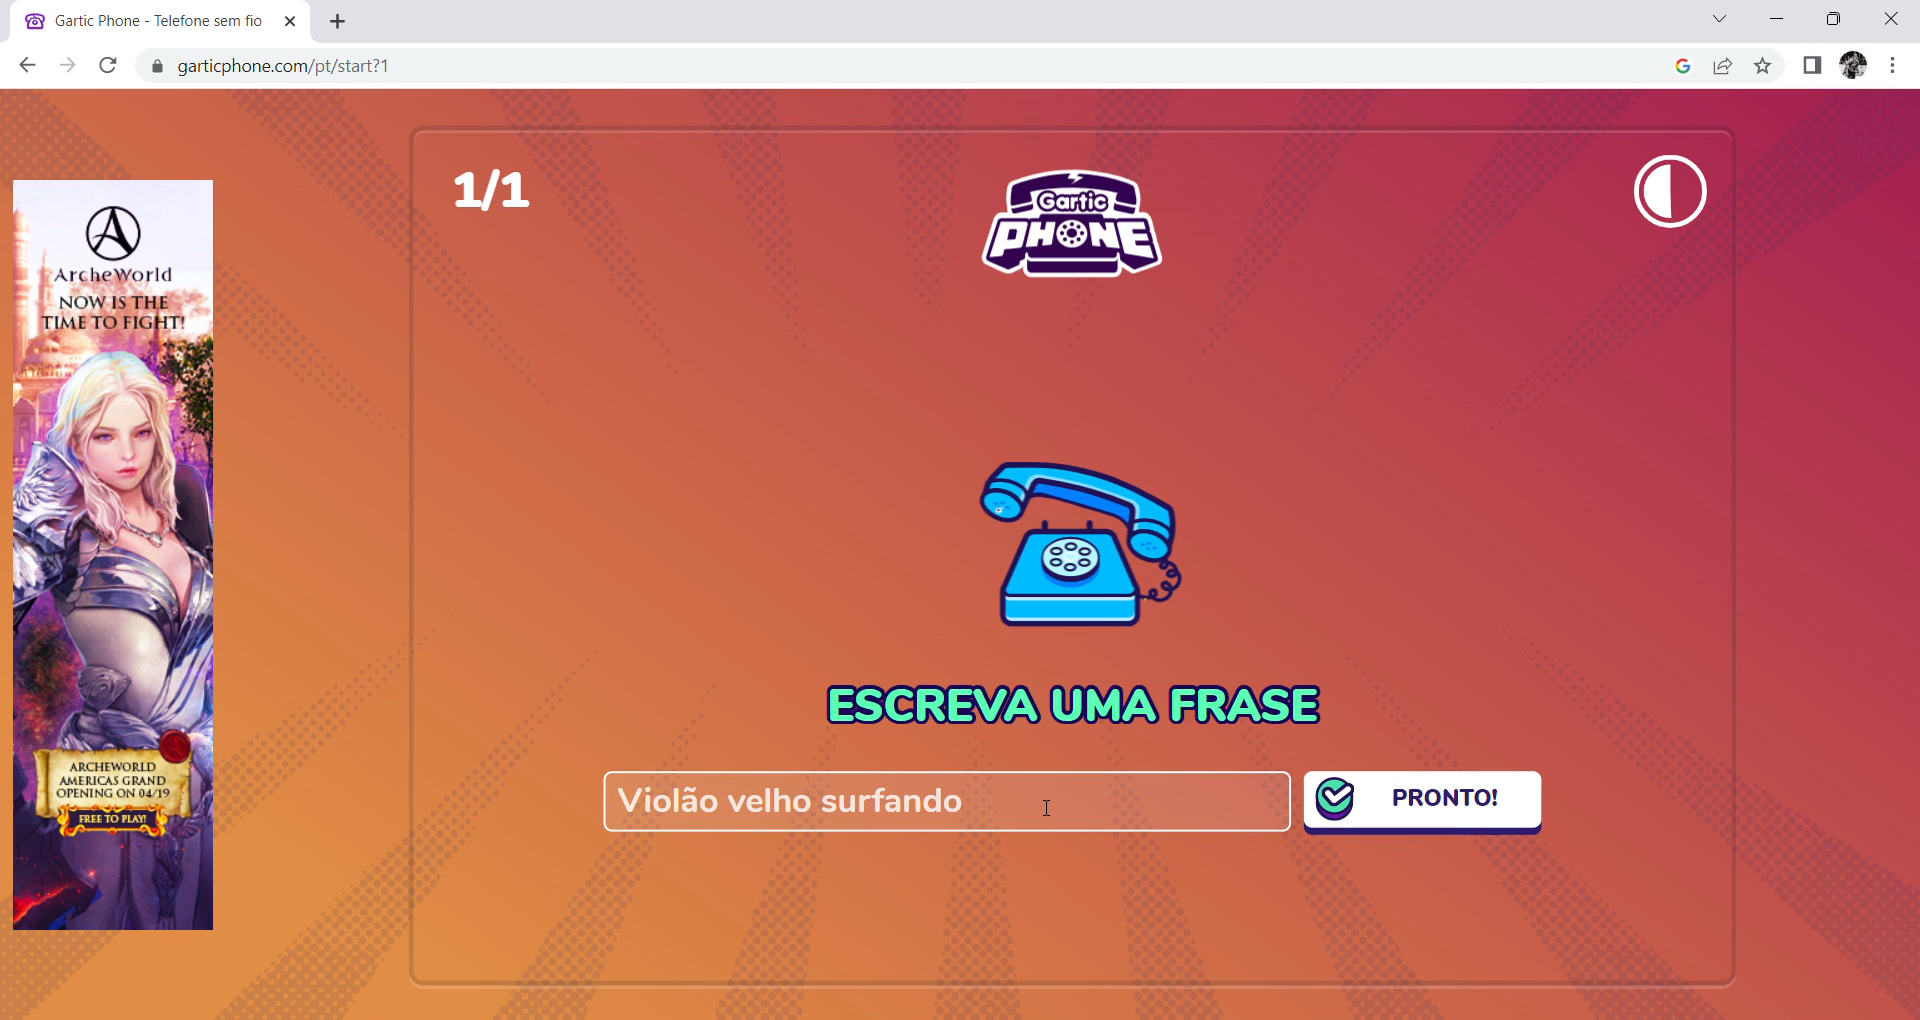 Gartic Phone - Telefone sem fio
garticphone.com/pt/start?1
1/1
Gartic
PHONE
ArcheWorld
NOW IS THE
TIME TO FIGHT!
ARCHEWORLD
AMERICAS GRAND
OPENING ON 04/19
FREE TO PLAY!
ESCREVA UMA FRASE
Violão velho surfando
PRONTO!